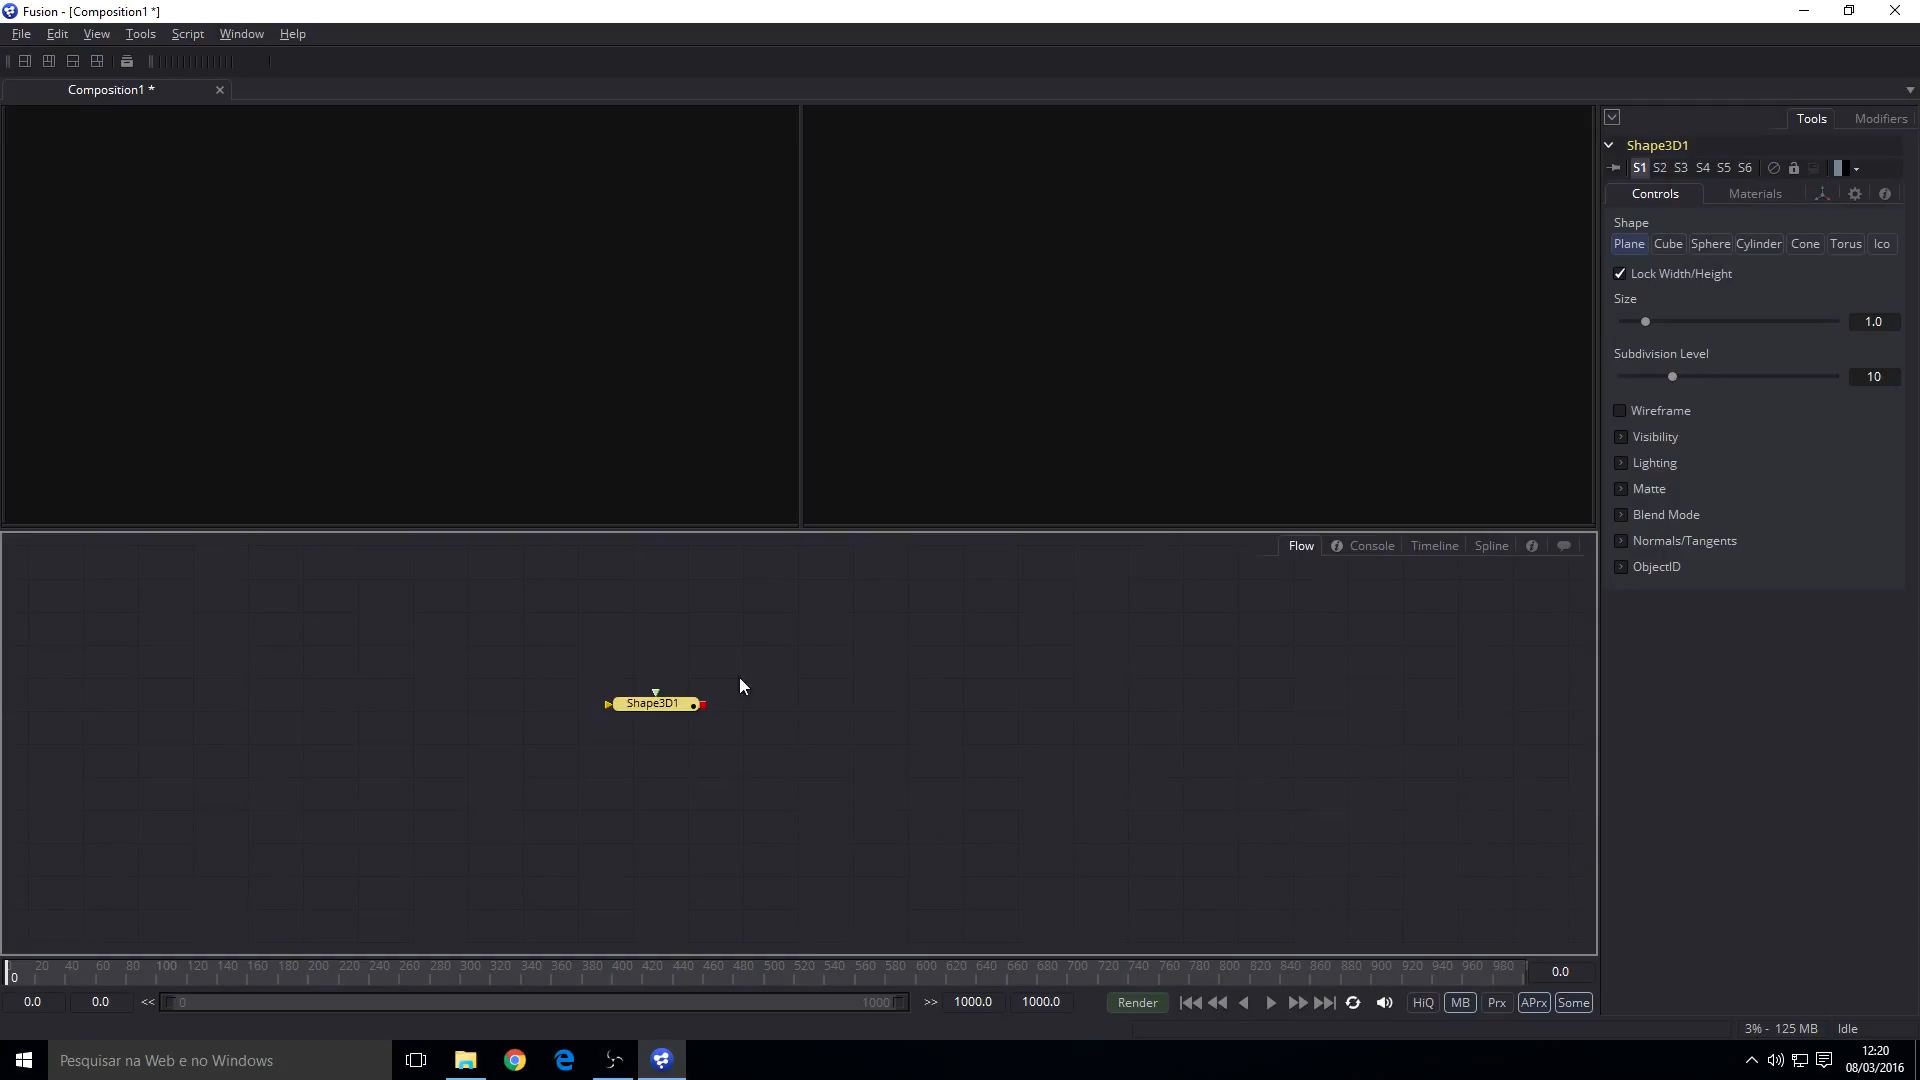 Fusion - [Composition1 *]
File Edit View Tools Script Window Help
Composition1 *
Tools Modifiers
Shape3D1
S1 S2 S3 S4 S5 S6
Controls Materials
Shape
Plane Cube Sphere Cylinder Cone Torus Ico
Lock Width/Height
Size
1.0
Subdivision Level
10
Wireframe
Visibility
Lighting
Matte
Blend Mode
Normals/Tangents
ObjectID
Flow Console Timeline Spline
Shape3D1
0 20 40 60 80 100 120 140 160 180 200 220 240 260 280 300 320 340 360 380 400 420 440 460 480 500 520 540 560 580 600 620 640 660 680 700 720 740 760 780 800 820 840 860 880 900 920 940 960 980 0.0
0.0 0.0 << 0 1000 >> 1000.0 1000.0 Render HiQ MB Prx APrx Some
3% - 125 MB Idle
Pesquisar na Web e no Windows
12:20
08/03/2016